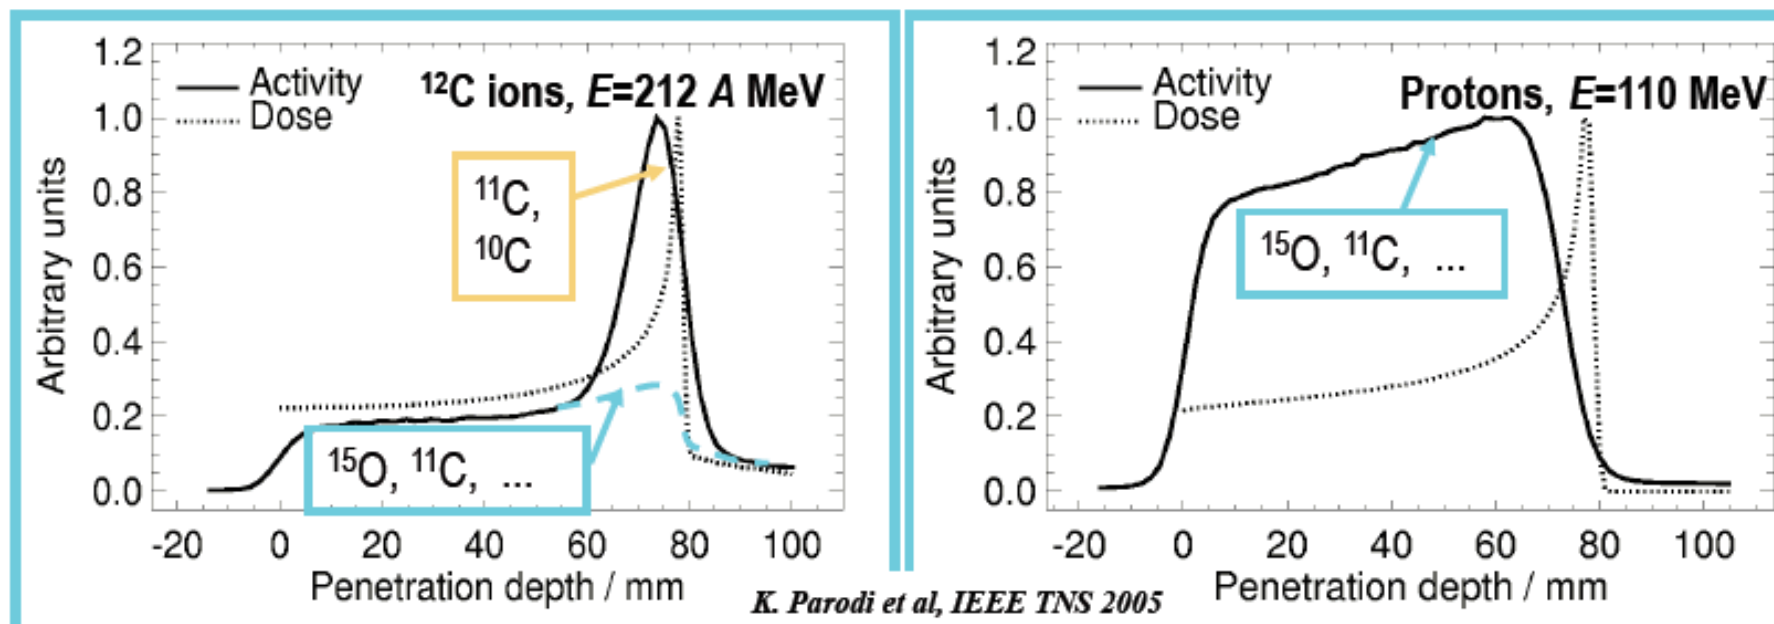 1.2
1.0
0.8
0.6
0.4
0.2
0.0
Arbitrary units
Activity
Dose
¹²C ions, E=212 A MeV
¹¹C,
¹⁰C
¹⁵O, ¹¹C, ...
-20 0 20 40 60 80 100
Penetration depth / mm
1.2
1.0
0.8
0.6
0.4
0.2
0.0
Arbitrary units
Activity
Dose
Protons, E=110 MeV
¹⁵O, ¹¹C, ...
-20 0 20 40 60 80 100
Penetration depth / mm
K. Parodi et al, IEEE TNS 2005